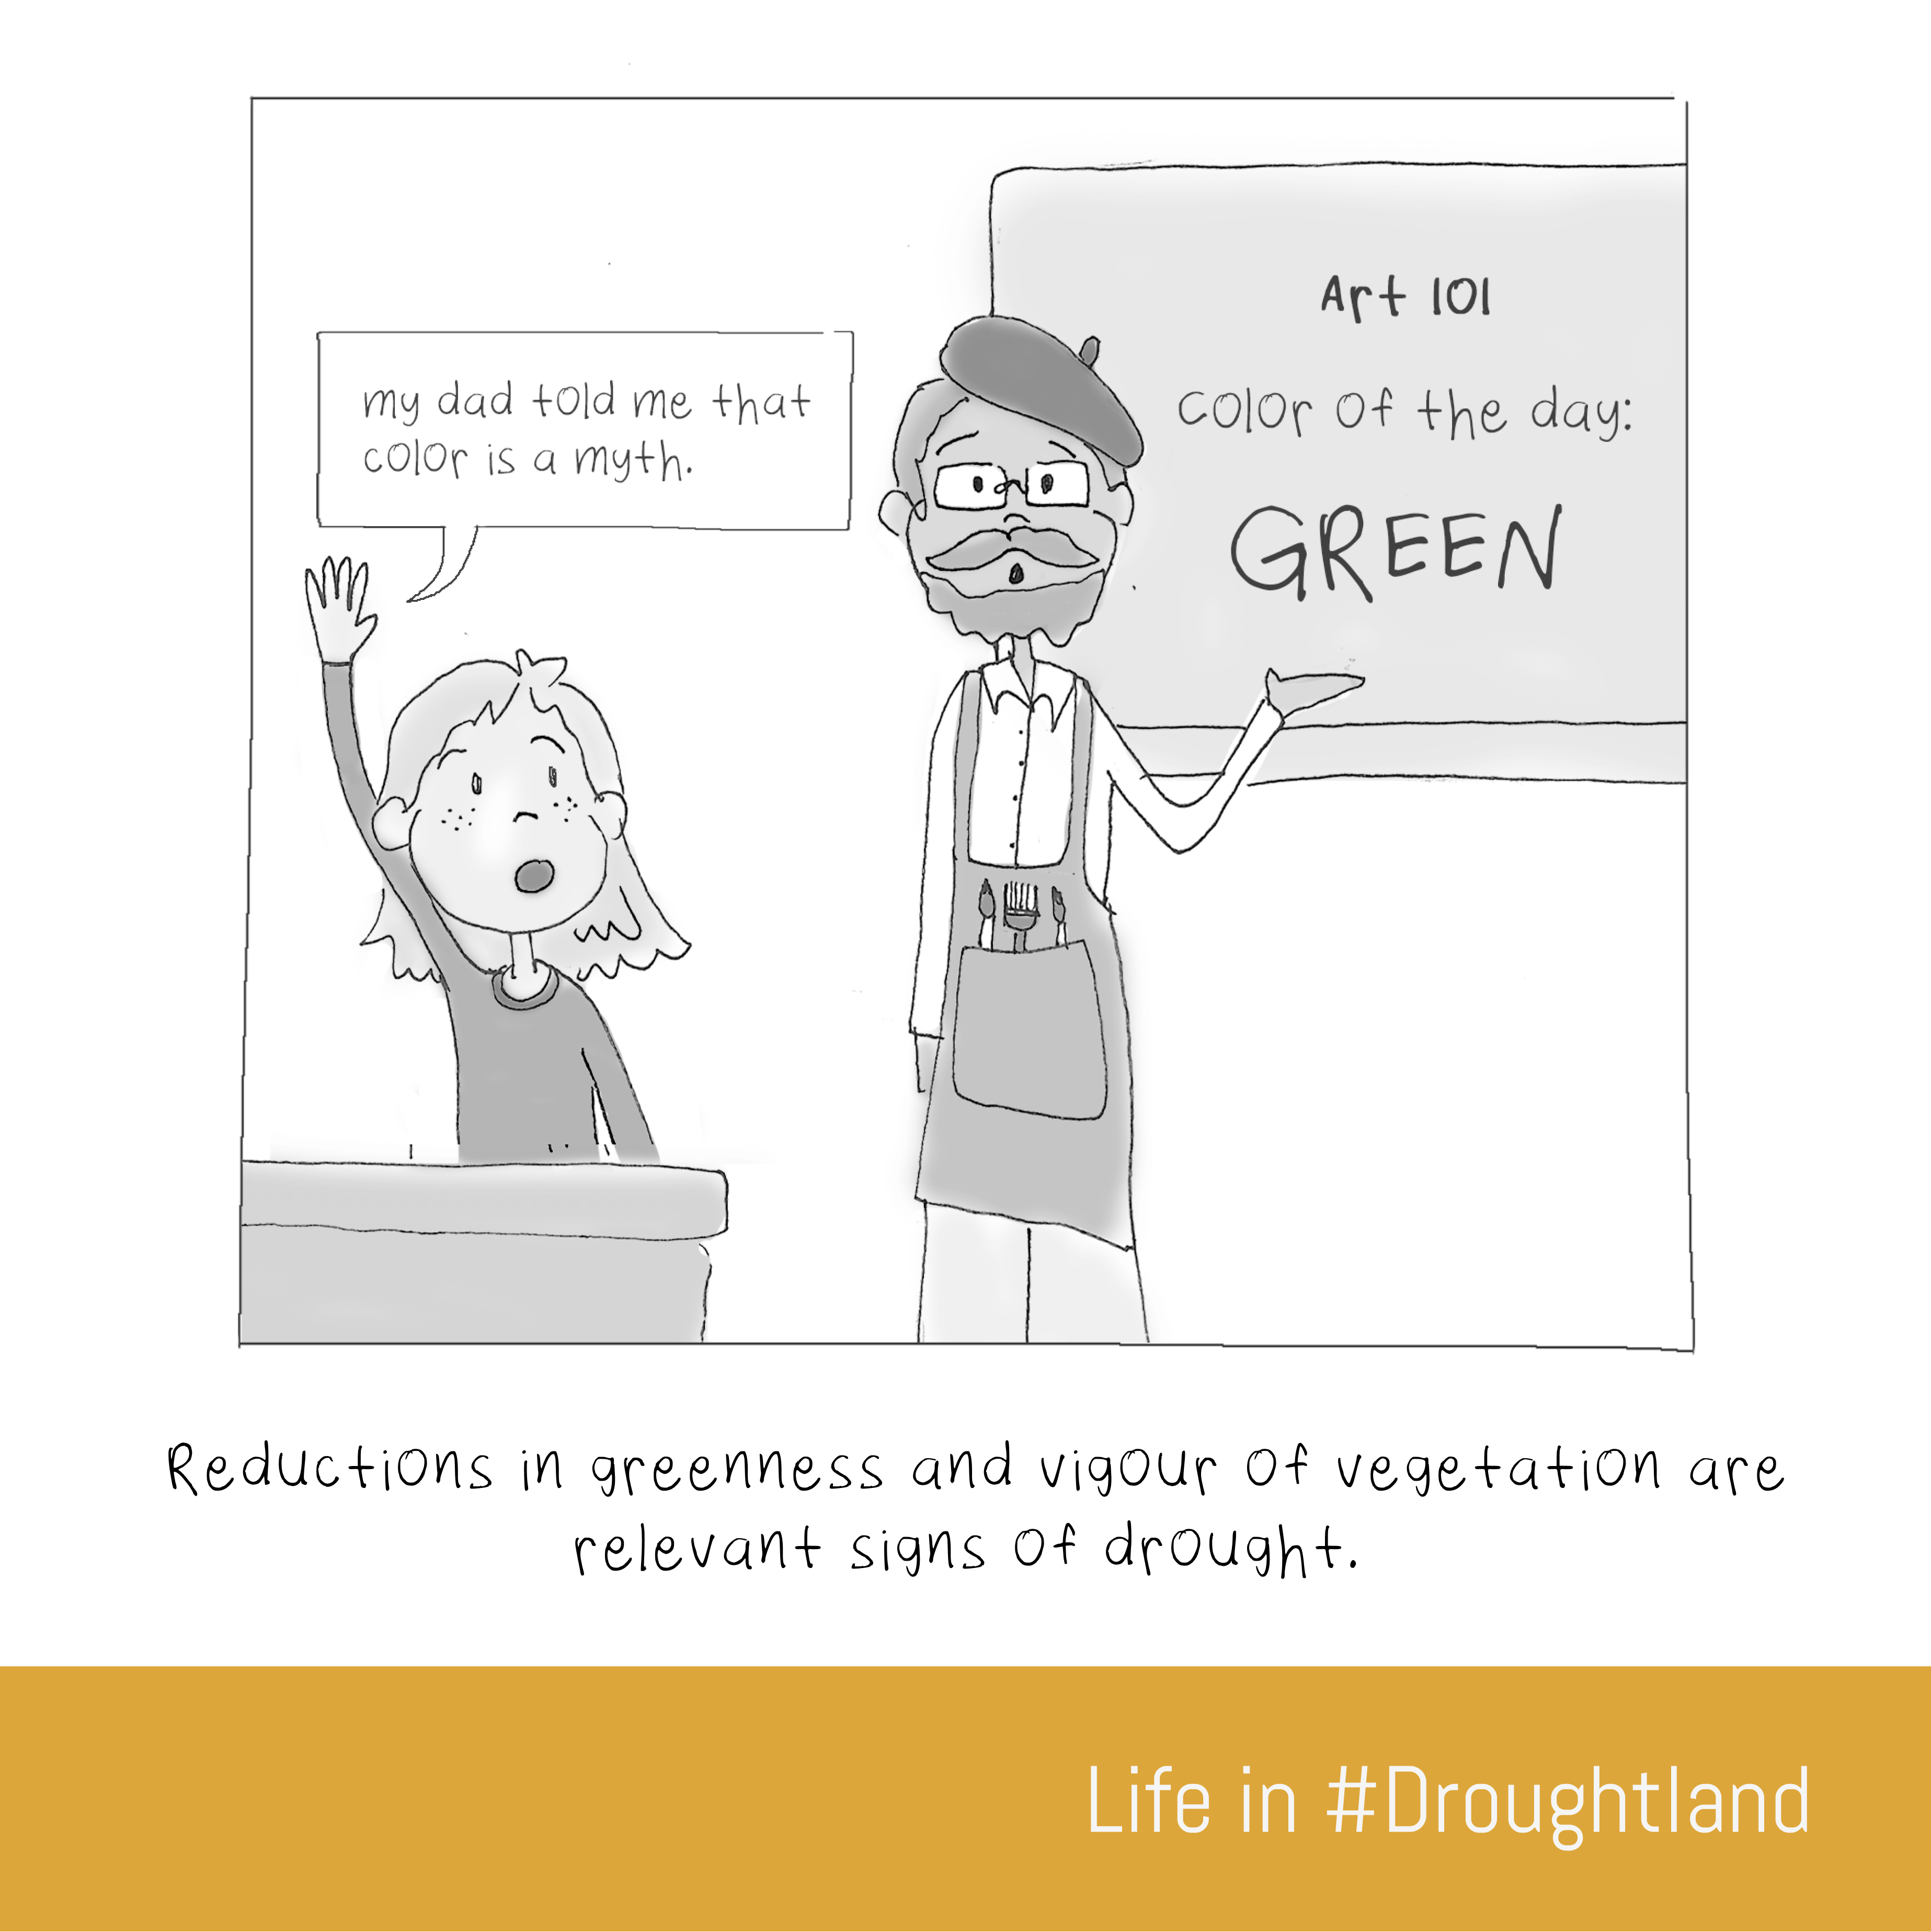 Art 101
color of the day:
GREEN
my dad told me that
color is a myth.
Reductions in greenness and vigour of vegetation are
relevant signs of drought.
Life in #Droughtland